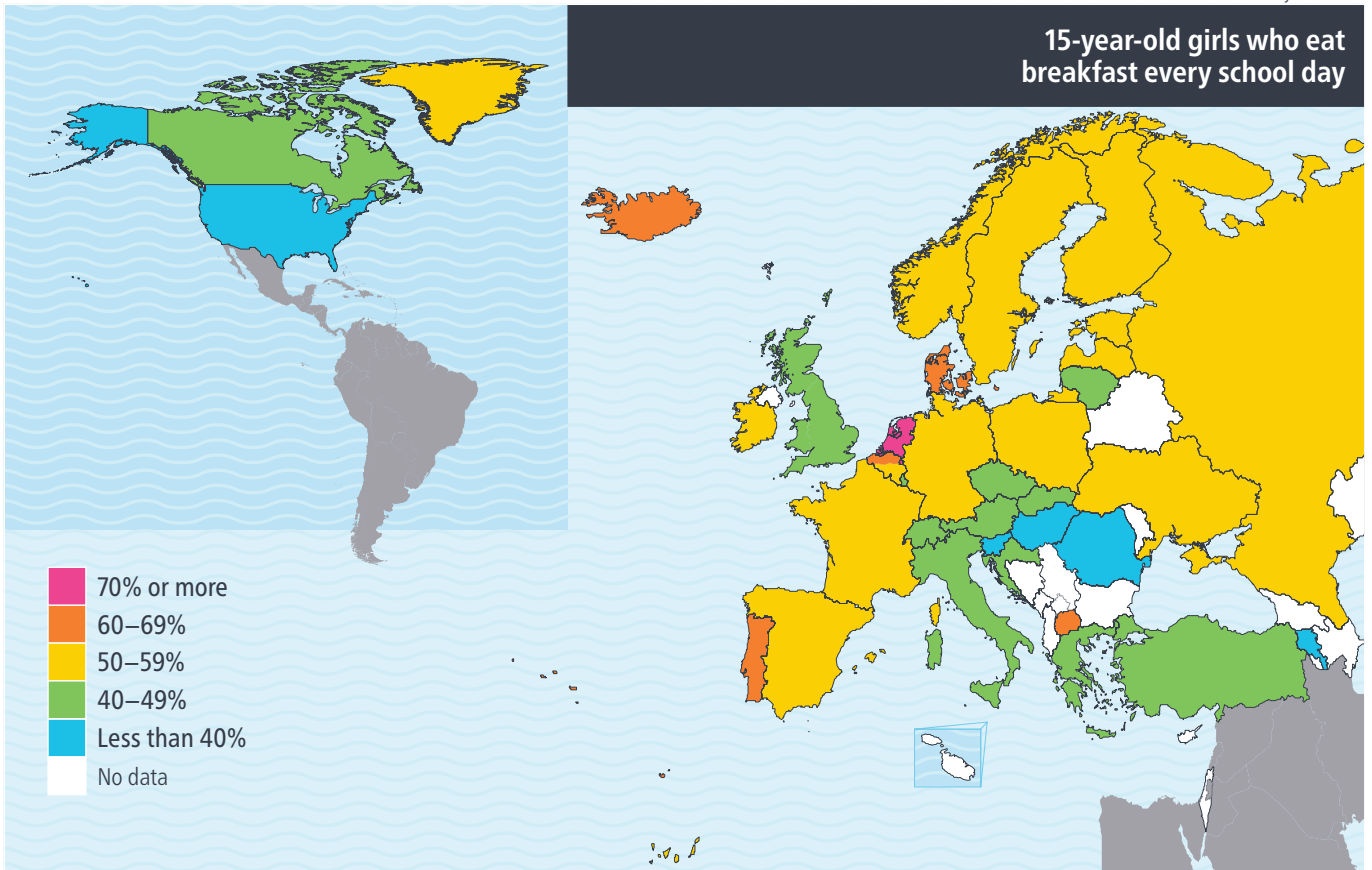 15-year-old girls who eat
breakfast every school day
70% or more
60–69%
50–59%
40–49%
Less than 40%
No data